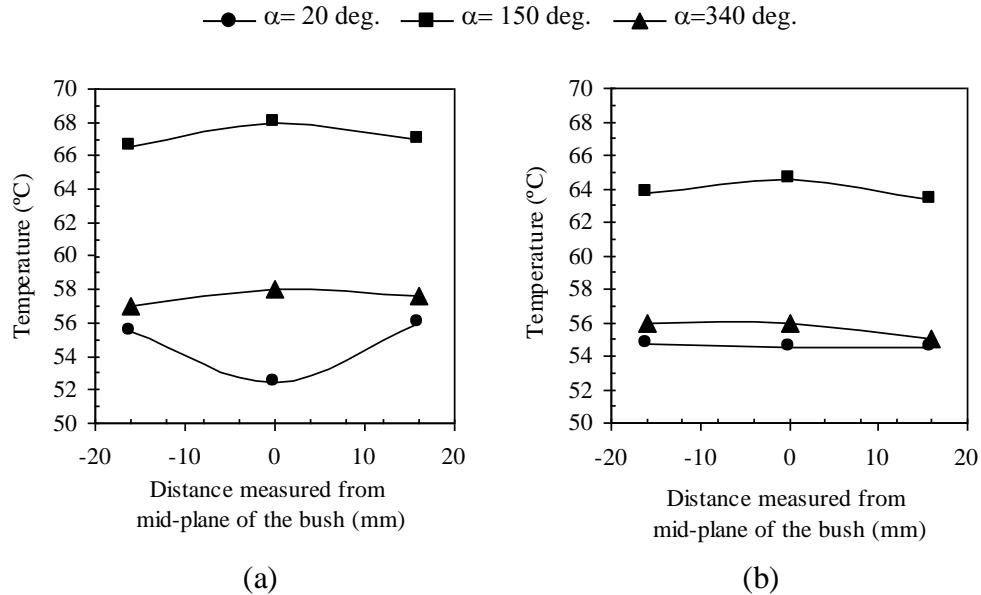 α= 20 deg. α= 150 deg. α=340 deg.
70
68
66
64
62
60
58
56
54
52
50
Temperature (ºC)
-20 -10 0 10 20
Distance measured from
mid-plane of the bush (mm)
(a)
70
68
66
64
62
60
58
56
54
52
50
Temperature (ºC)
-20 -10 0 10 20
Distance measured from
mid-plane of the bush (mm)
(b)